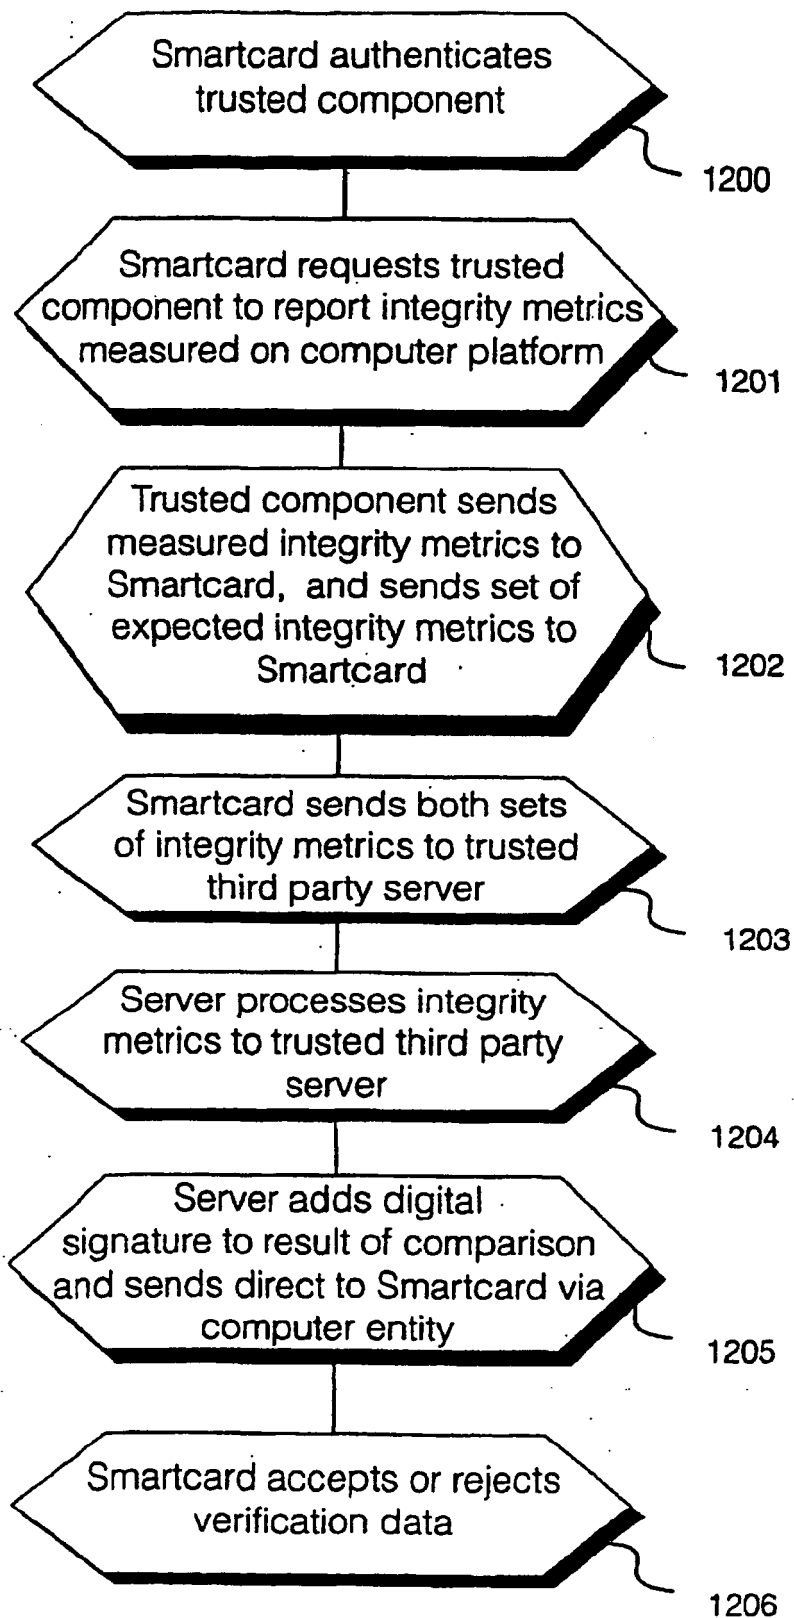 Smartcard authenticates
trusted component
1200
Smartcard requests trusted
component to report integrity metrics
measured on computer platform
1201
Trusted component sends
measured integrity metrics to
Smartcard, and sends set of
expected integrity metrics to
Smartcard
1202
Smartcard sends both sets
of integrity metrics to trusted
third party server
1203
Server processes integrity
metrics to trusted third party
server
1204
Server adds digital
signature to result of comparison
and sends direct to Smartcard via
computer entity
1205
Smartcard accepts or rejects
verification data
1206